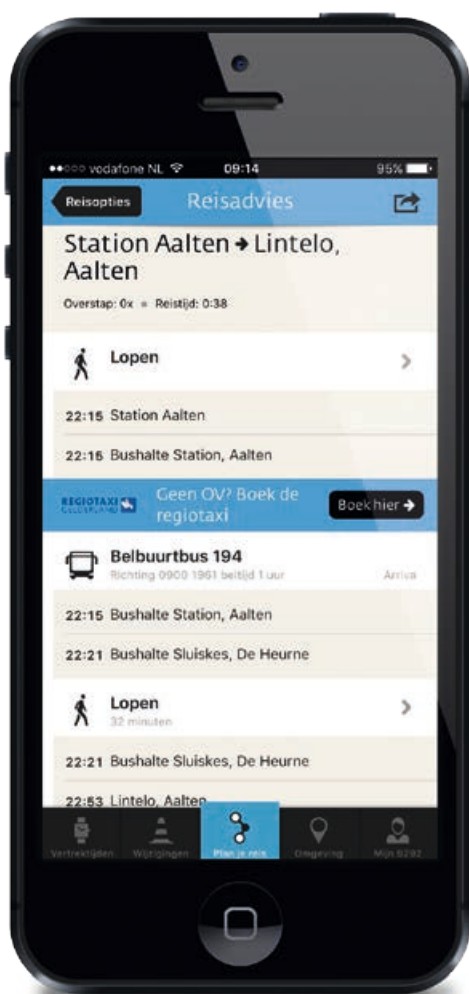 vodafone NL 09:14 95%
Reisopties Reisadvies
Station Aalten → Lintelo,
Aalten
Overstap: 0x Reistijd: 0:38
Lopen
22:15 Station Aalten
22:15 Bushalte Station, Aalten
REGIOTAXI
GELDERLAND
Geen OV? Boek de
regiotaxi
Boek hier →
Belbuurtbus 194
Richting 0900 1961 beltijd 1 uur Arriva
22:15 Bushalte Station, Aalten
22:21 Bushalte Sluiskes, De Heurne
Lopen
32 minuten
22:21 Bushalte Sluiskes, De Heurne
22:53 Lintelo, Aalten
Vertrektijden Wijzigingen Plan je reis Omgeving Mijn 9292